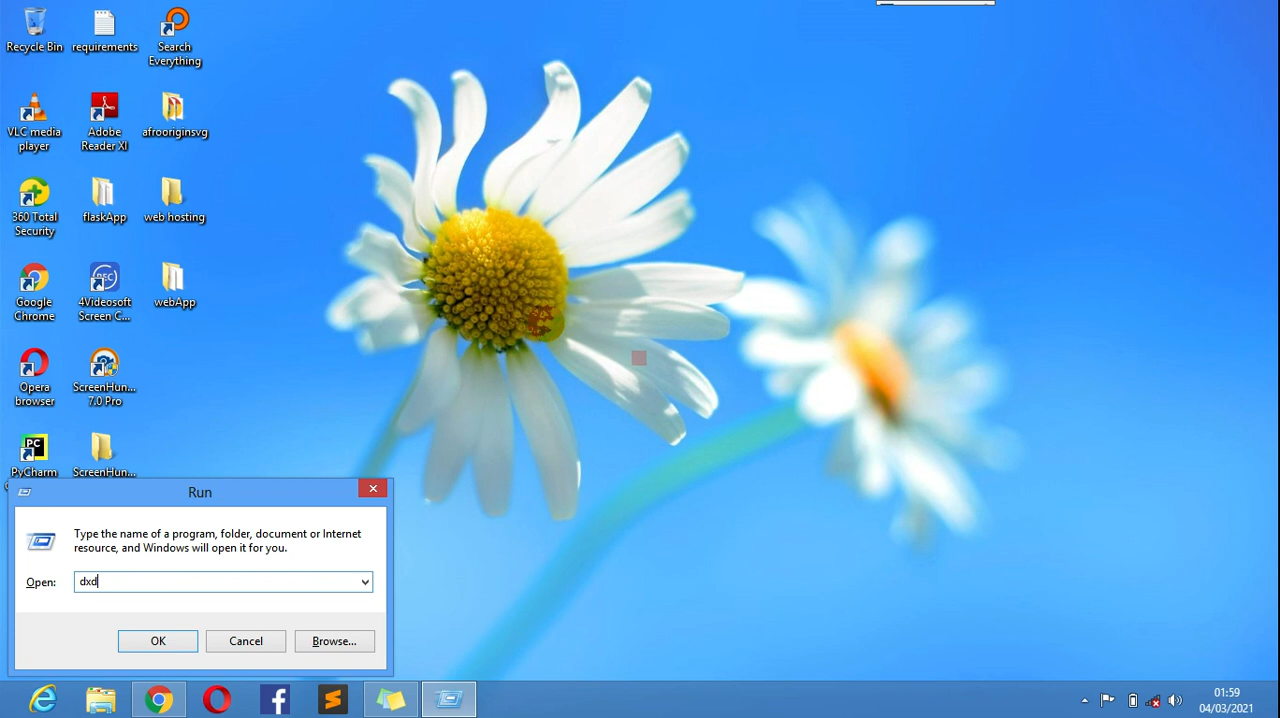 Recycle Bin
requirements
Search
Everything
VLC media
player
Adobe
Reader XI
afrooriginsvg
360 Total
Security
flaskApp
web hosting
Google
Chrome
4Videosoft
Screen C...
webApp
Opera
browser
ScreenHun...
7.0 Pro
PC
PyCharm
ScreenHun...
Run
Type the name of a program, folder, document or Internet
resource, and Windows will open it for you.
Open:
dxd
OK
Cancel
Browse...
01:59
04/03/2021